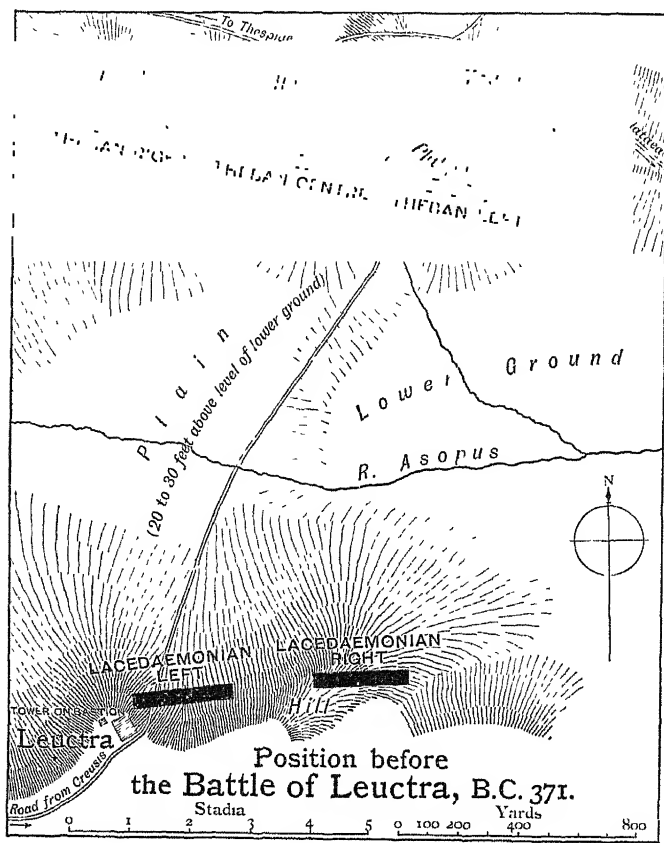 To Thespiae
THEBAN CENTRE
THEBAN LEFT
Plain
(20 to 30 feet above level of lower ground)
Lower Ground
R. Asopus
N
LACEDAEMONIAN
LEFT
LACEDAEMONIAN
RIGHT
Hill
TOWER ON
Leuctra
Road from Creusis
Position before
the Battle of Leuctra, B.C. 371.
Stadia Yards
0 1 2 3 4 5 0 100 200 400 800